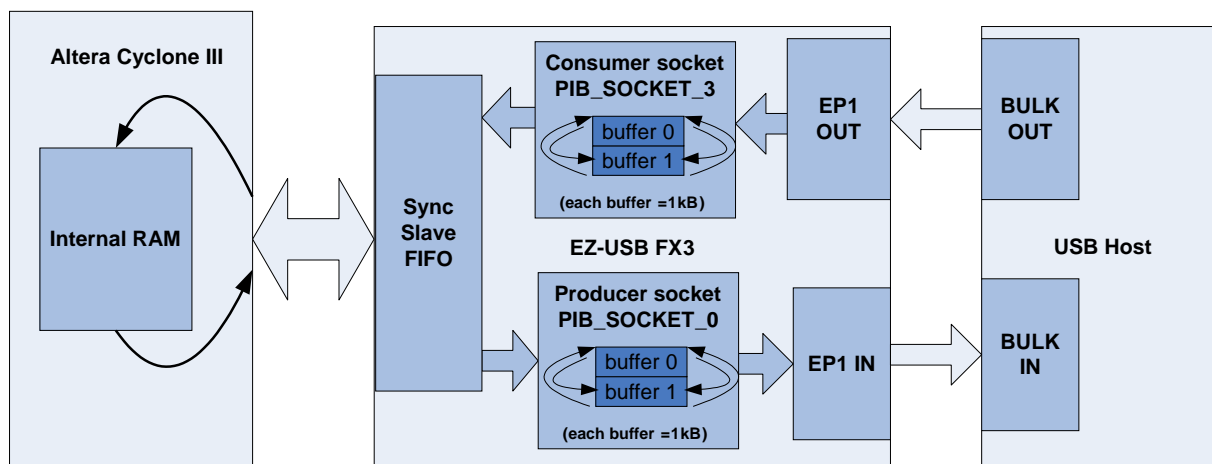 Altera Cyclone III
Internal RAM
Sync
Slave
FIFO
Consumer socket
PIB_SOCKET_3
buffer 0
buffer 1
(each buffer =1kB)
EZ-USB FX3
Producer socket
PIB_SOCKET_0
buffer 0
buffer 1
(each buffer =1kB)
EP1
OUT
EP1 IN
BULK
OUT
USB Host
BULK
IN